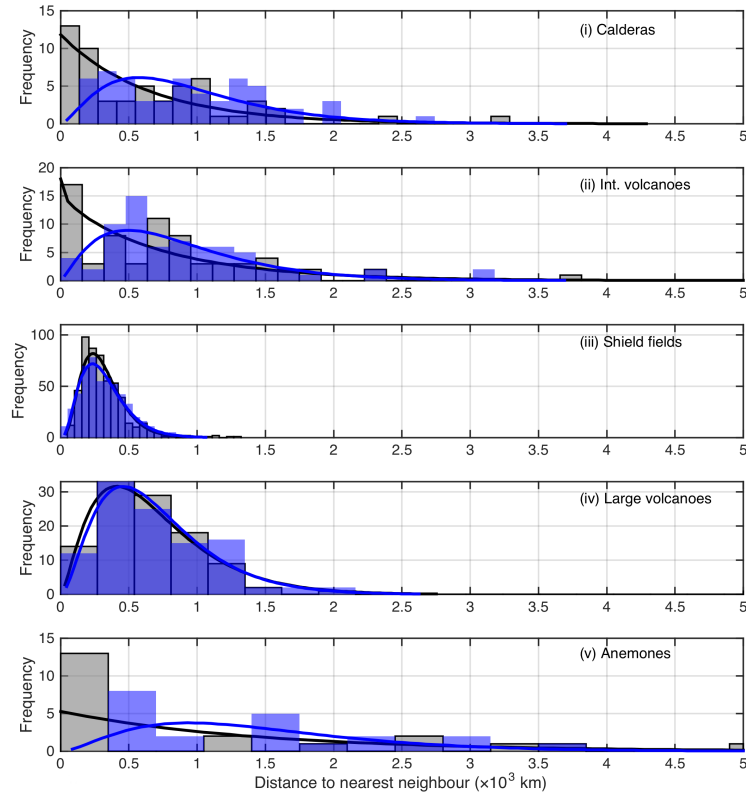 (i) Calderas
Frequency
15
10
5
0
0 0.5 1 1.5 2 2.5 3 3.5 4 4.5 5
(ii) Int. volcanoes
Frequency
20
15
10
5
0
0 0.5 1 1.5 2 2.5 3 3.5 4 4.5 5
(iii) Shield fields
Frequency
100
50
0
0 0.5 1 1.5 2 2.5 3 3.5 4 4.5 5
(iv) Large volcanoes
Frequency
30
20
10
0
0 0.5 1 1.5 2 2.5 3 3.5 4 4.5 5
(v) Anemones
Frequency
15
10
5
0
0 0.5 1 1.5 2 2.5 3 3.5 4 4.5 5
Distance to nearest neighbour (×10³ km)